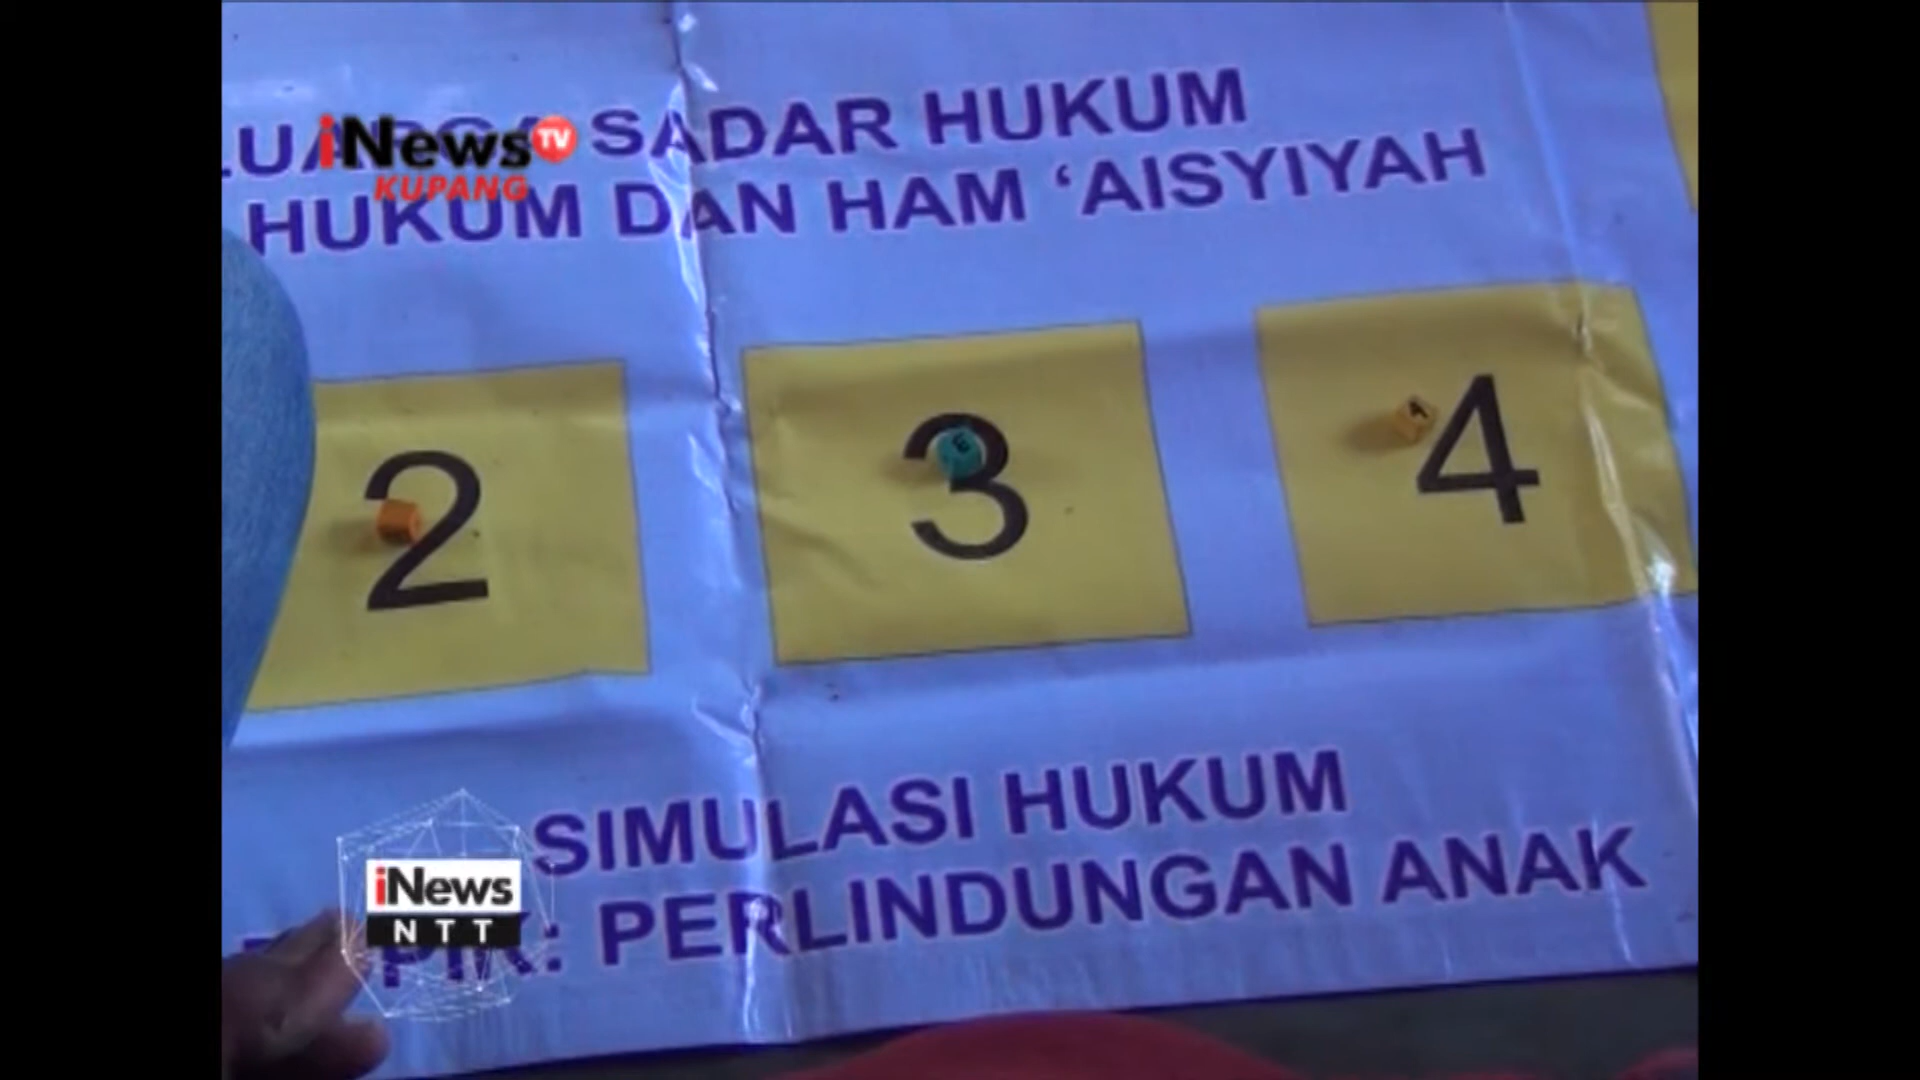 SADAR HUKUM
iNews TV
KUPANG
HUKUM DAN HAM ‘AISYIYAH
2
3
4
SIMULASI HUKUM
iNews
NTT
PERLINDUNGAN ANAK